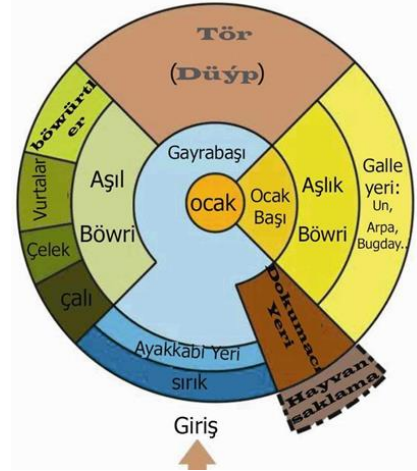 Tör
(Düýp)
böwürtl
er
Vurtalar
Çelek
çalı
Aşıl
Böwri
Gayrabaşı
ocak
Ocak
Başı
Aşlık
Böwri
Galle
yeri:
Un,
Arpa,
Bugday..
Dokumacı
Yeri
Hayvan
saklama
Ayakkabı Yeri
sırık
Giriş